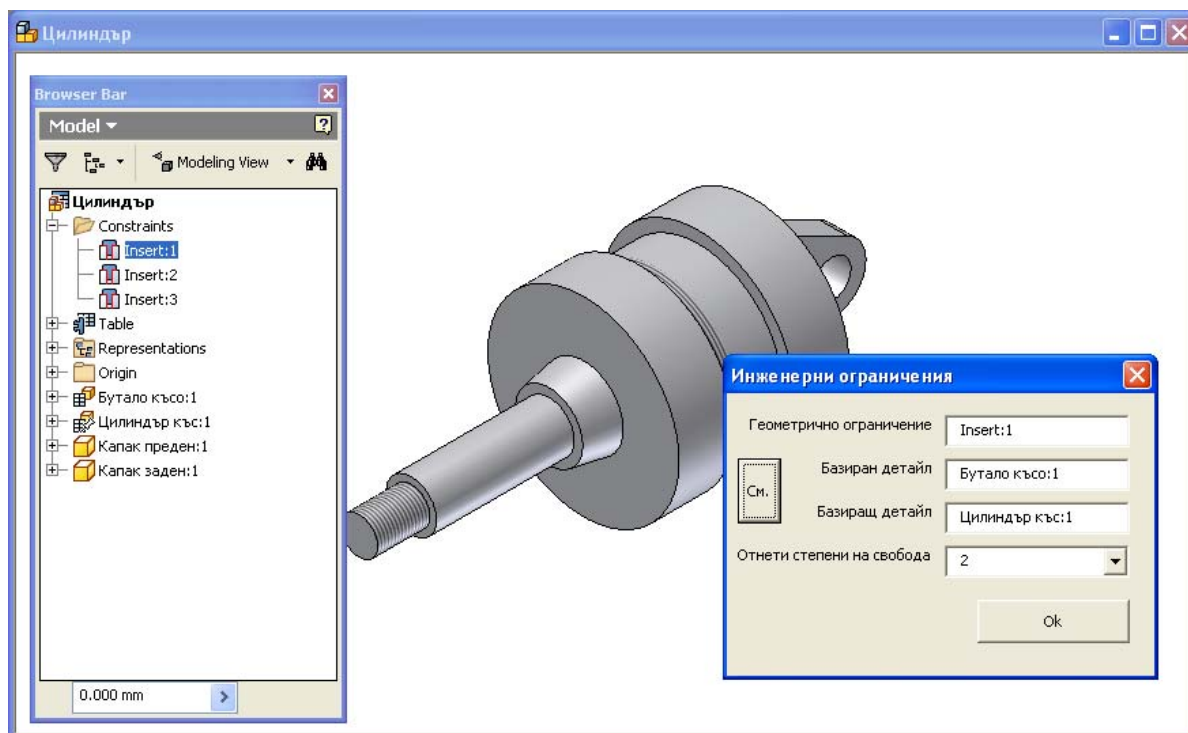 Цилиндър
Browser Bar
Model
Modeling View
Цилиндър
Constraints
Insert:1
Insert:2
Insert:3
Table
Representations
Origin
Бутало късо:1
Цилиндър къс:1
Капак преден:1
Капак заден:1
0.000 mm
Инженерни ограничения
Геометрично ограничение Insert:1
Базиран детайл Бутало късо:1
См.
Базиращ детайл Цилиндър къс:1
Отнети степени на свобода 2
Ok